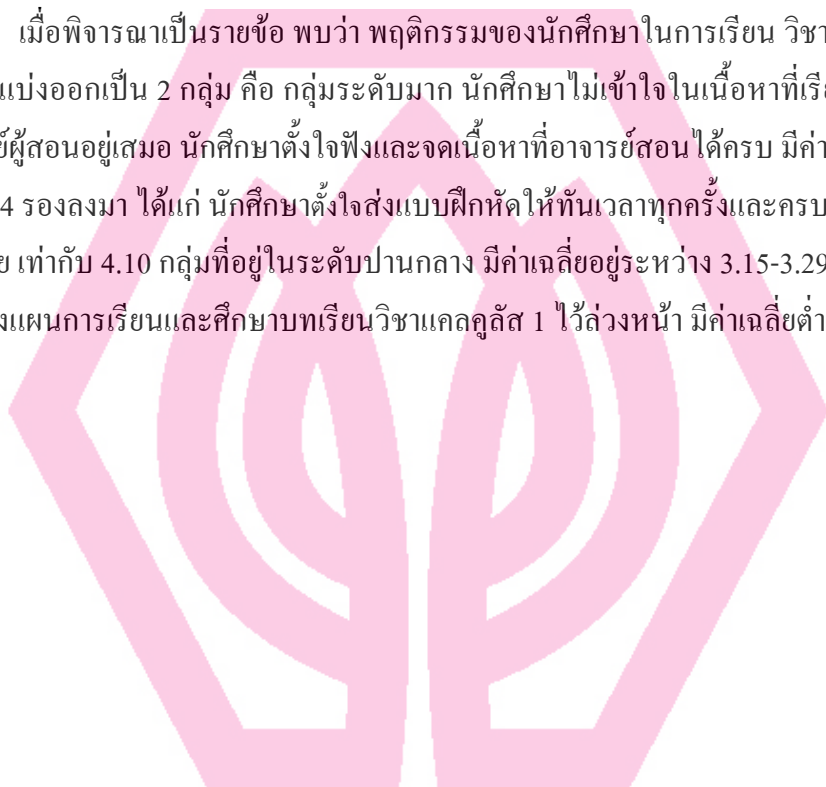 เมื่อพิจารณาเป็นรายข้อ พบว่า พฤติกรรมของนักศึกษาในการเรียน วิชา
แบ่งออกเป็น 2 กลุ่ม คือ กลุ่มระดับมาก นักศึกษาไม่เข้าใจในเนื้อหาที่เรีย
ย์ผู้สอนอยู่เสมอ นักศึกษาตั้งใจฟังและจดเนื้อหาที่อาจารย์สอนได้ครบ มีค่า
4 รองลงมา ได้แก่ นักศึกษาตั้งใจส่งแบบฝึกหัดให้ทันเวลาทุกครั้งและครบ
ย เท่ากับ 4.10 กลุ่มที่อยู่ในระดับปานกลาง มีค่าเฉลี่ยอยู่ระหว่าง 3.15-3.29
งแผนการเรียนและศึกษาบทเรียนวิชาแคลคูลัส 1 ไว้ล่วงหน้า มีค่าเฉลี่ยต่ำ